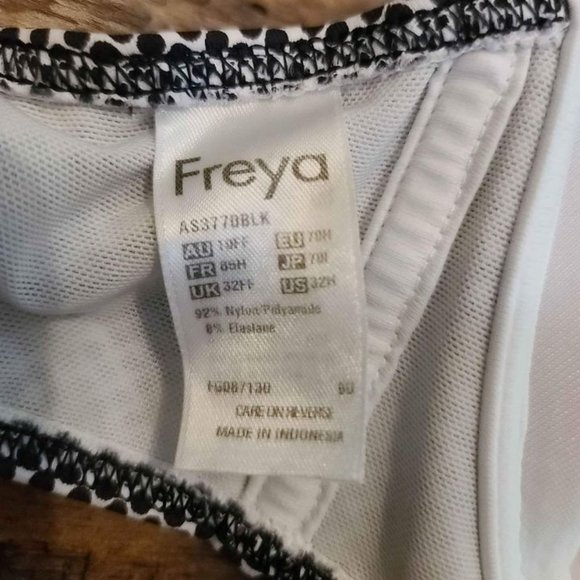 Freya
AS3770BLK
AU 10FF EU 70H
FR 85H JP 70I
UK 32FF US 32H
92% Nylon/Polyamide
8% Elastane
CARE ON REVERSE
MADE IN INDONESIA